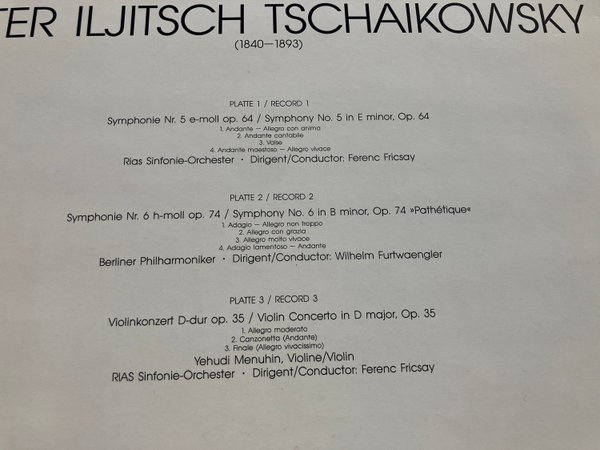 TER ILJITSCH TSCHAIKOWSKY
(1840—1893)
PLATTE 1 / RECORD 1
Symphonie Nr. 5 e-moll op. 64 / Symphony No. 5 in E minor, Op. 64
1. Andante — Allegro con anima
2. Andante cantabile
3. Valse
4. Andante maestoso — Allegro vivace
Rias Sinfonie-Orchester · Dirigent/Conductor: Ferenc Fricsay
PLATTE 2 / RECORD 2
Symphonie Nr. 6 h-moll op. 74 / Symphony No. 6 in B minor, Op. 74 »Pathétique«
1. Adagio — Allegro non troppo
2. Allegro con grazia
3. Allegro molto vivace
4. Adagio lamentoso — Andante
Berliner Philharmoniker · Dirigent/Conductor: Wilhelm Furtwaengler
PLATTE 3 / RECORD 3
Violinkonzert D-dur op. 35 / Violin Concerto in D major, Op. 35
1. Allegro moderato
2. Canzonetta (Andante)
3. Finale (Allegro vivacissimo)
Yehudi Menuhin, Violine/Violin
RIAS Sinfonie-Orchester · Dirigent/Conductor: Ferenc Fricsay